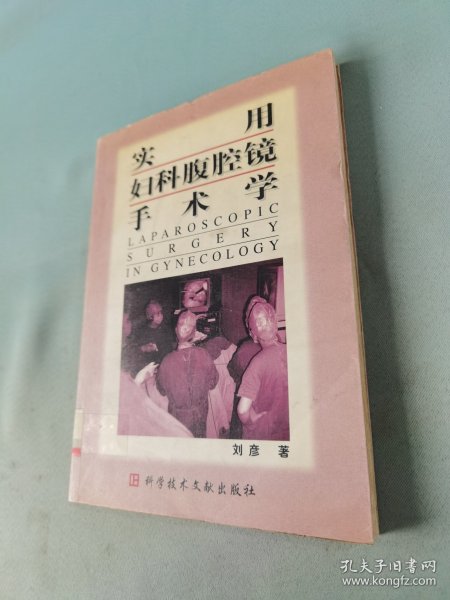 实用
妇科腹腔镜
手术学
LAPAROSCOPIC
SURGERY
IN GYNECOLOGY
刘彦 著
科学技术文献出版社
孔夫子旧书网
www.kongfz.com